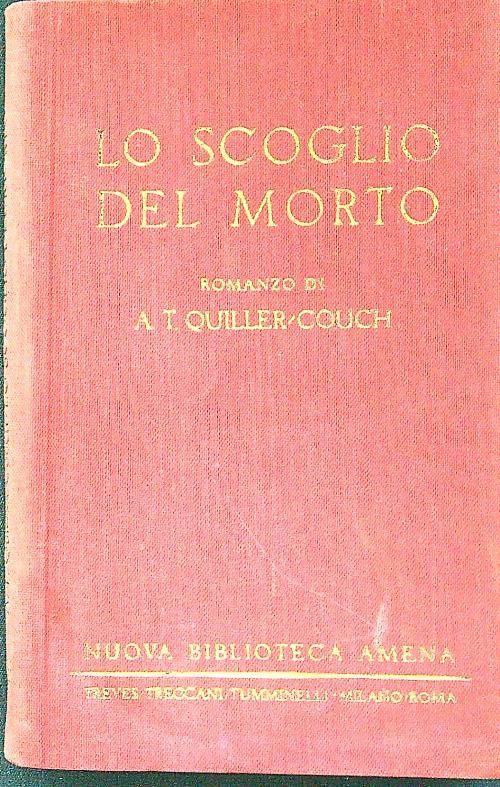 LO SCOGLIO
DEL MORTO
ROMANZO DI
A. T. QUILLER-COUCH
NUOVA BIBLIOTECA AMENA
TREVES·TRECCANI·TUMMINELLI·MILANO·ROMA